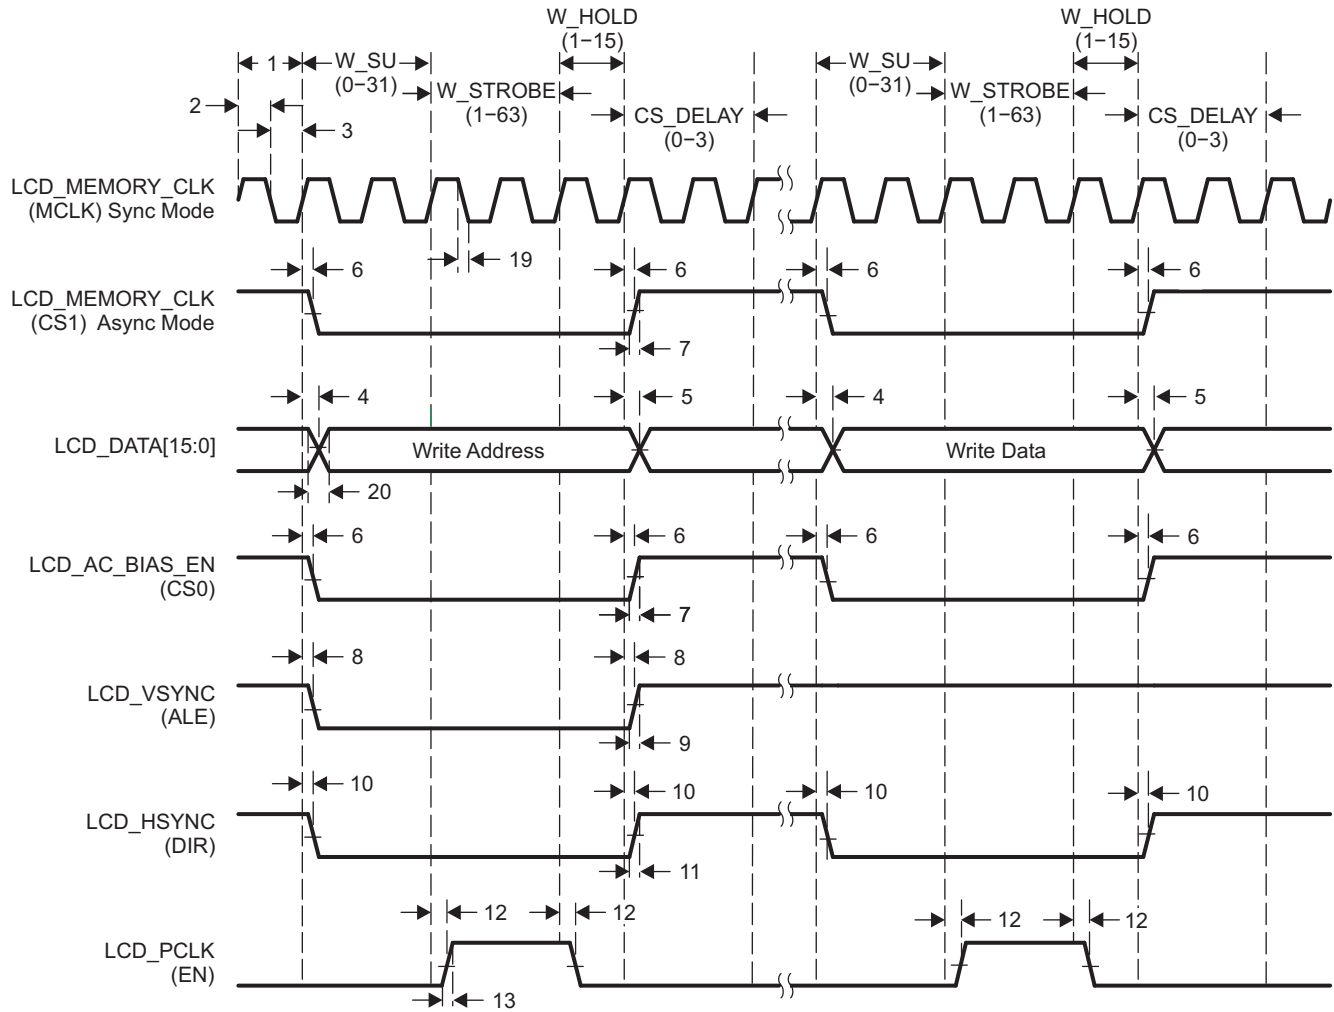 W_HOLD
(1−15)
W_HOLD
(1−15)
1
W_SU
(0−31)
W_SU
(0−31)
2
W_STROBE
(1−63)
W_STROBE
(1−63)
3
CS_DELAY
(0−3)
CS_DELAY
(0−3)
LCD_MEMORY_CLK
(MCLK) Sync Mode
19
6
6
6
6
LCD_MEMORY_CLK
(CS1) Async Mode
7
4
5
4
5
LCD_DATA[15:0]
Write Address
Write Data
20
6
6
6
6
LCD_AC_BIAS_EN
(CS0)
7
8
8
LCD_VSYNC
(ALE)
9
10
10
10
10
LCD_HSYNC
(DIR)
11
12
12
12
12
LCD_PCLK
(EN)
13